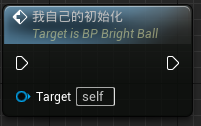 我自己的初始化
Target is BP Bright Ball
Target self